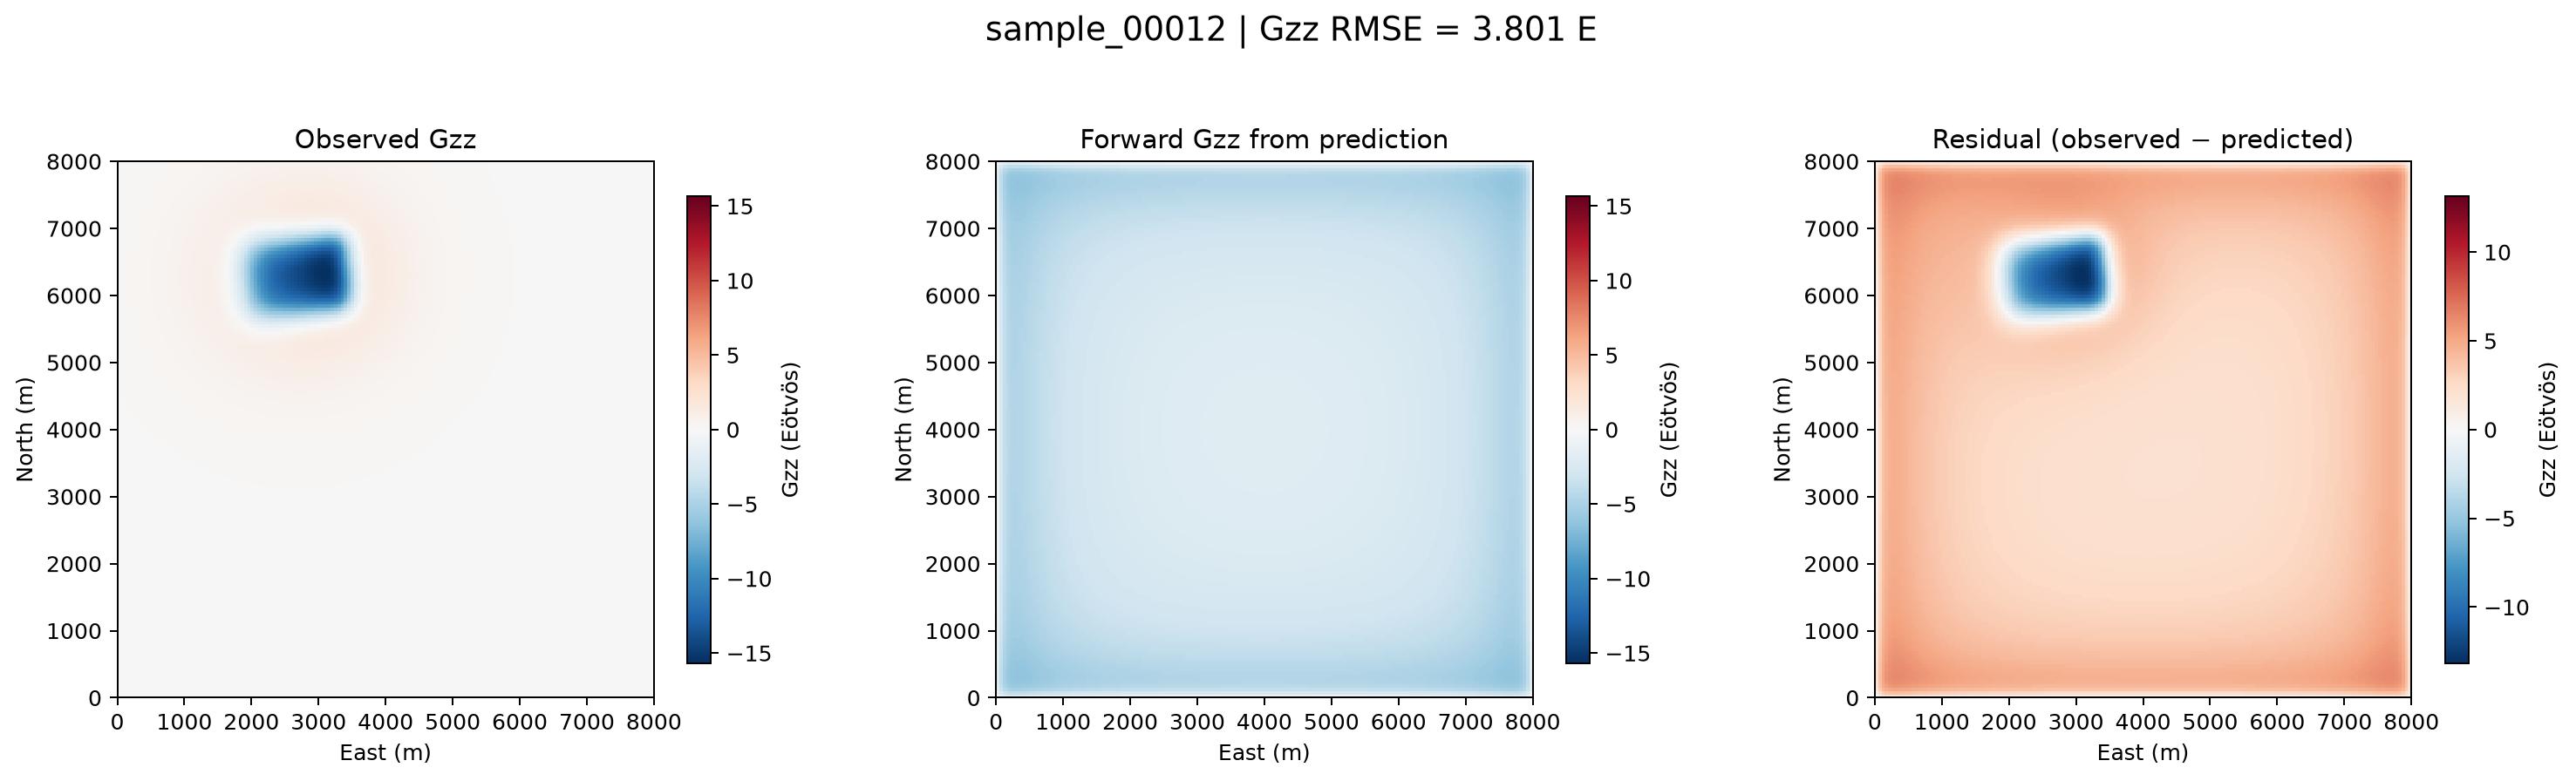 sample_00012 | Gzz RMSE = 3.801 E
Observed Gzz
8000
7000
6000
5000
4000
3000
2000
1000
0
0 1000 2000 3000 4000 5000 6000 7000 8000
East (m)
North (m)
15
10
5
0
−5
−10
−15
Gzz (Eötvös)
Forward Gzz from prediction
8000
7000
6000
5000
4000
3000
2000
1000
0
0 1000 2000 3000 4000 5000 6000 7000 8000
East (m)
North (m)
15
10
5
0
−5
−10
−15
Gzz (Eötvös)
Residual (observed − predicted)
8000
7000
6000
5000
4000
3000
2000
1000
0
0 1000 2000 3000 4000 5000 6000 7000 8000
East (m)
North (m)
10
5
0
−5
−10
Gzz (Eötvös)